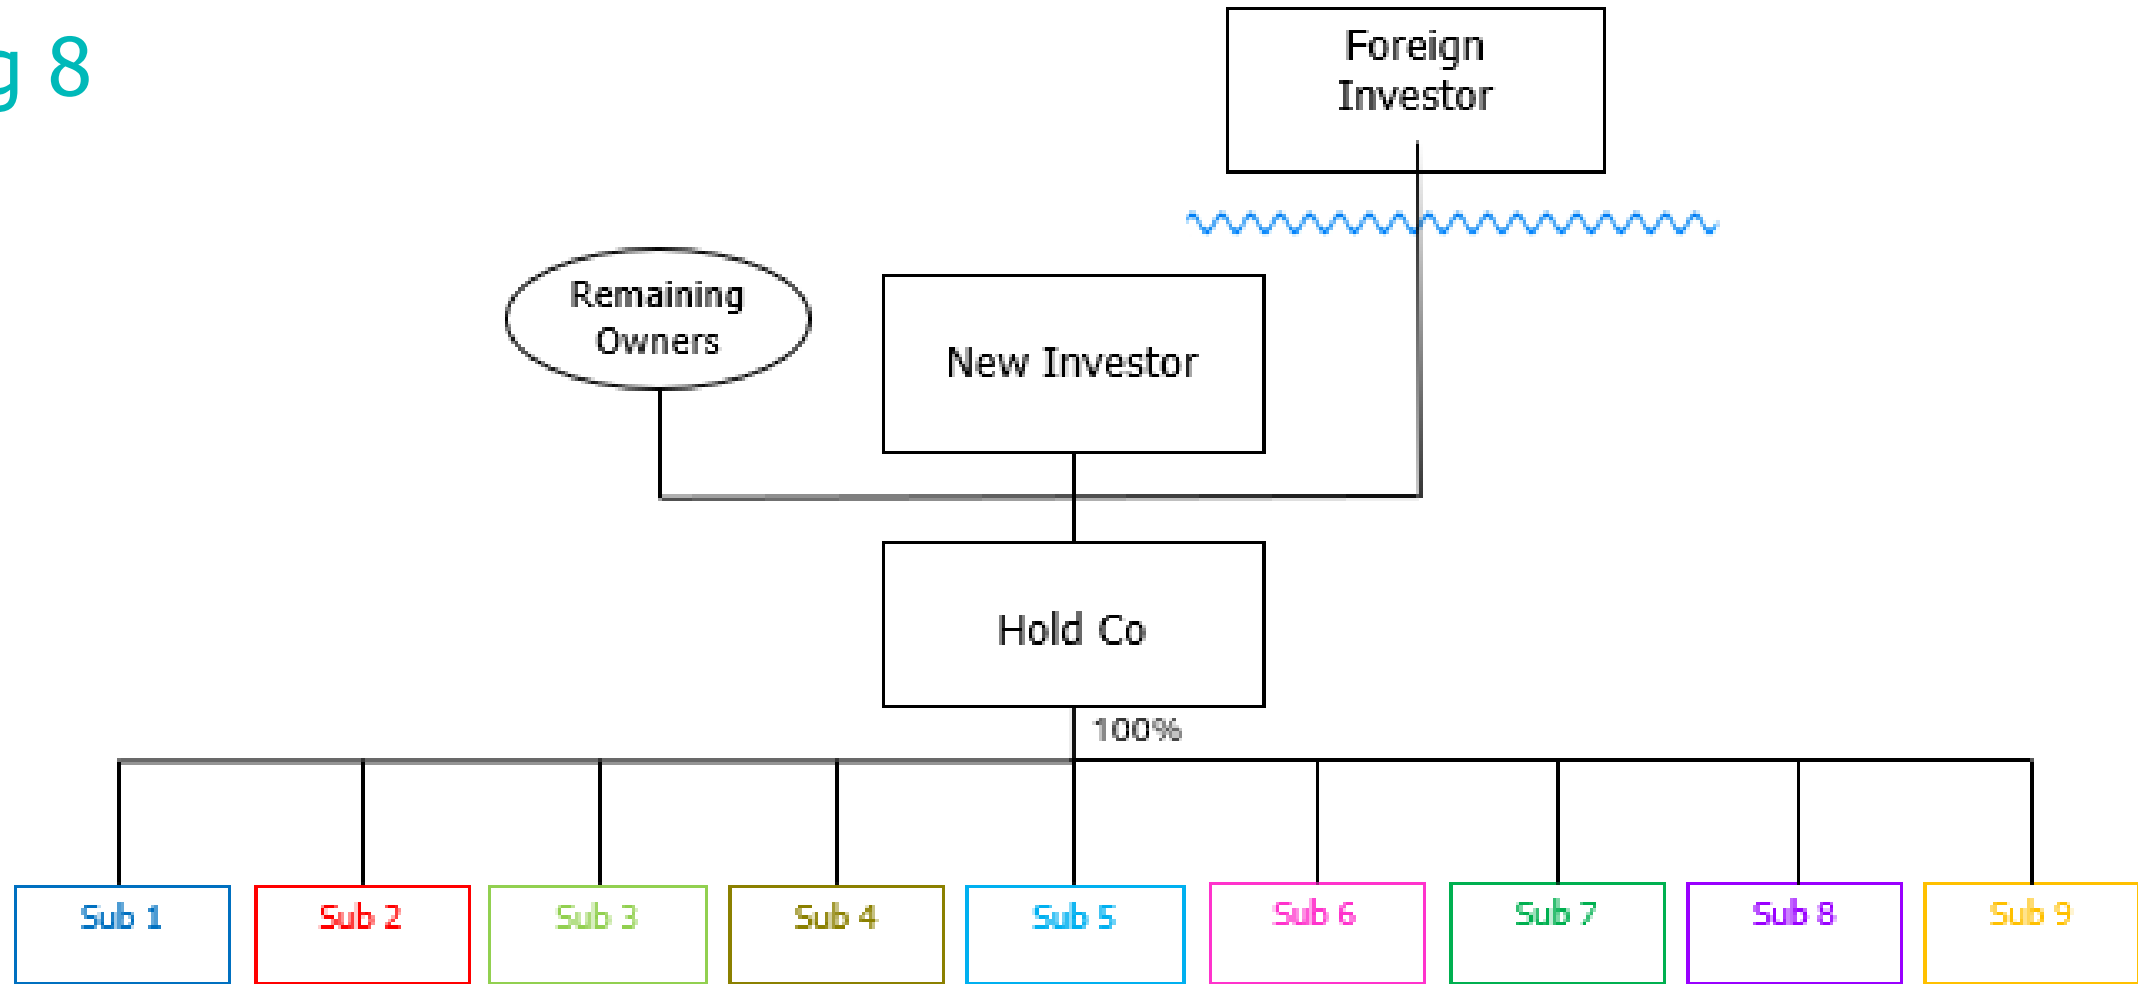 g 8
Foreign
Investor
Remaining
Owners
New Investor
Hold Co
100%
Sub 1
Sub 2
Sub 3
Sub 4
Sub 5
Sub 6
Sub 7
Sub 8
Sub 9